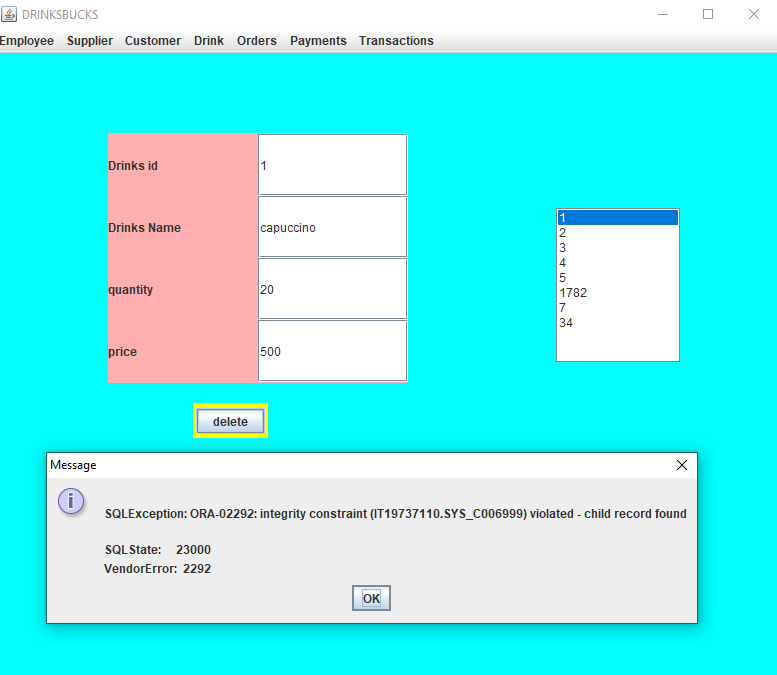 DRINKSBUCKS
Employee Supplier Customer Drink Orders Payments Transactions
Drinks id 1
Drinks Name capuccino
quantity 20
price 500
1
2
3
4
5
1782
7
34
delete
Message
SQLException: ORA-02292: integrity constraint (IT19737110.SYS_C006999) violated - child record found
SQLState: 23000
VendorError: 2292
OK